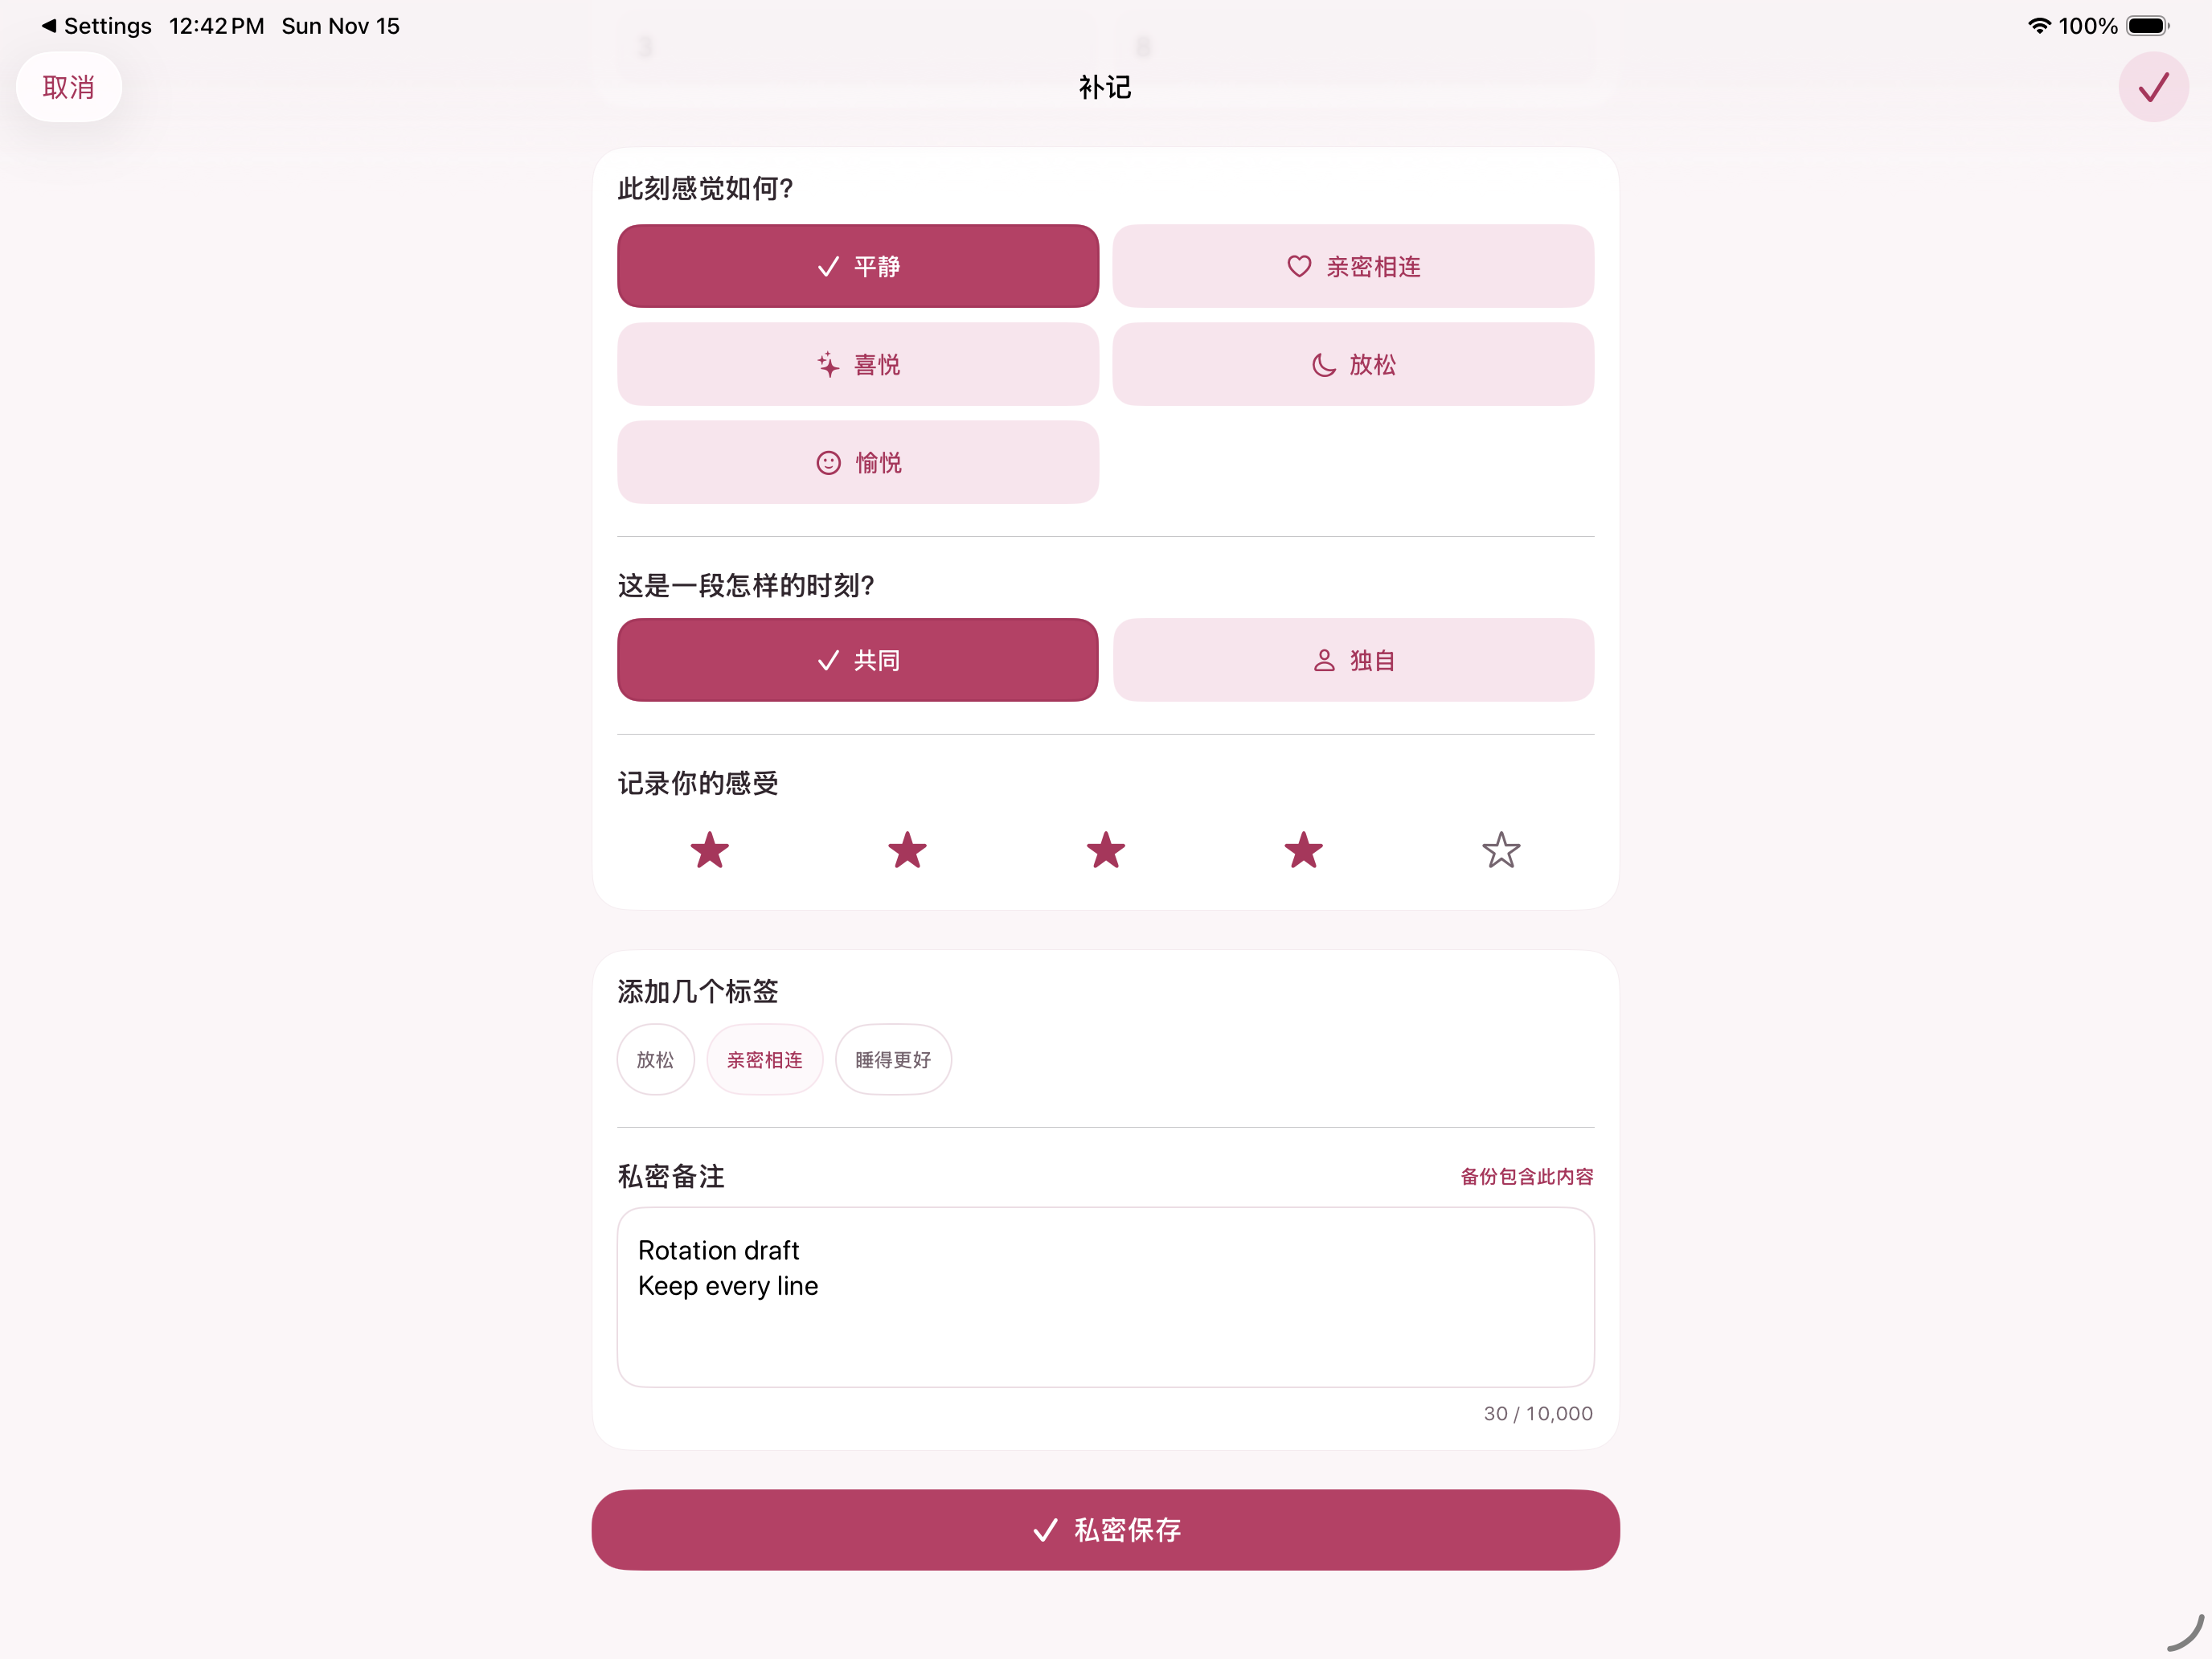 Settings 12:42 PM Sun Nov 15
100%
取消
补记
此刻感觉如何?
平静
亲密相连
喜悦
放松
愉悦
这是一段怎样的时刻?
共同
独自
记录你的感受
添加几个标签
放松
亲密相连
睡得更好
私密备注
备份包含此内容
Rotation draft
Keep every line
30 / 10,000
私密保存